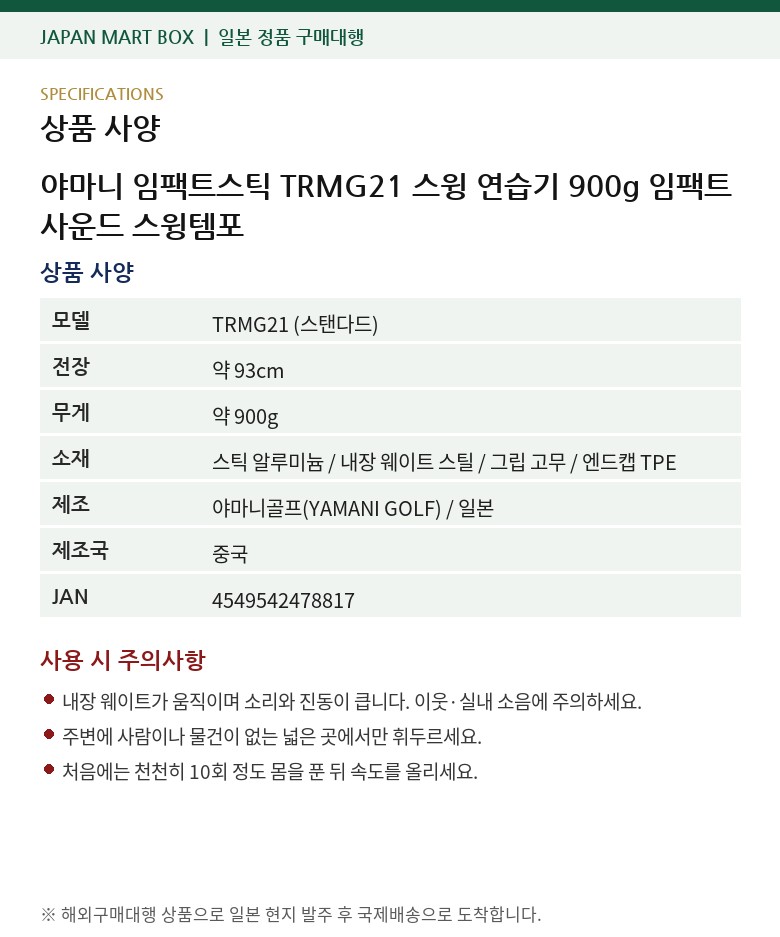 JAPAN MART BOX | 일본 정품 구매대행
SPECIFICATIONS
상품 사양
야마니 임팩트스틱 TRMG21 스윙 연습기 900g 임팩트
사운드 스윙템포
상품 사양
모델 TRMG21 (스탠다드)
전장 약 93cm
무게 약 900g
소재 스틱 알루미늄 / 내장 웨이트 스틸 / 그립 고무 / 엔드캡 TPE
제조 야마니골프(YAMANI GOLF) / 일본
제조국 중국
JAN 4549542478817
사용 시 주의사항
● 내장 웨이트가 움직이며 소리와 진동이 큽니다. 이웃·실내 소음에 주의하세요.
● 주변에 사람이나 물건이 없는 넓은 곳에서만 휘두르세요.
● 처음에는 천천히 10회 정도 몸을 푼 뒤 속도를 올리세요.
※ 해외구매대행 상품으로 일본 현지 발주 후 국제배송으로 도착합니다.